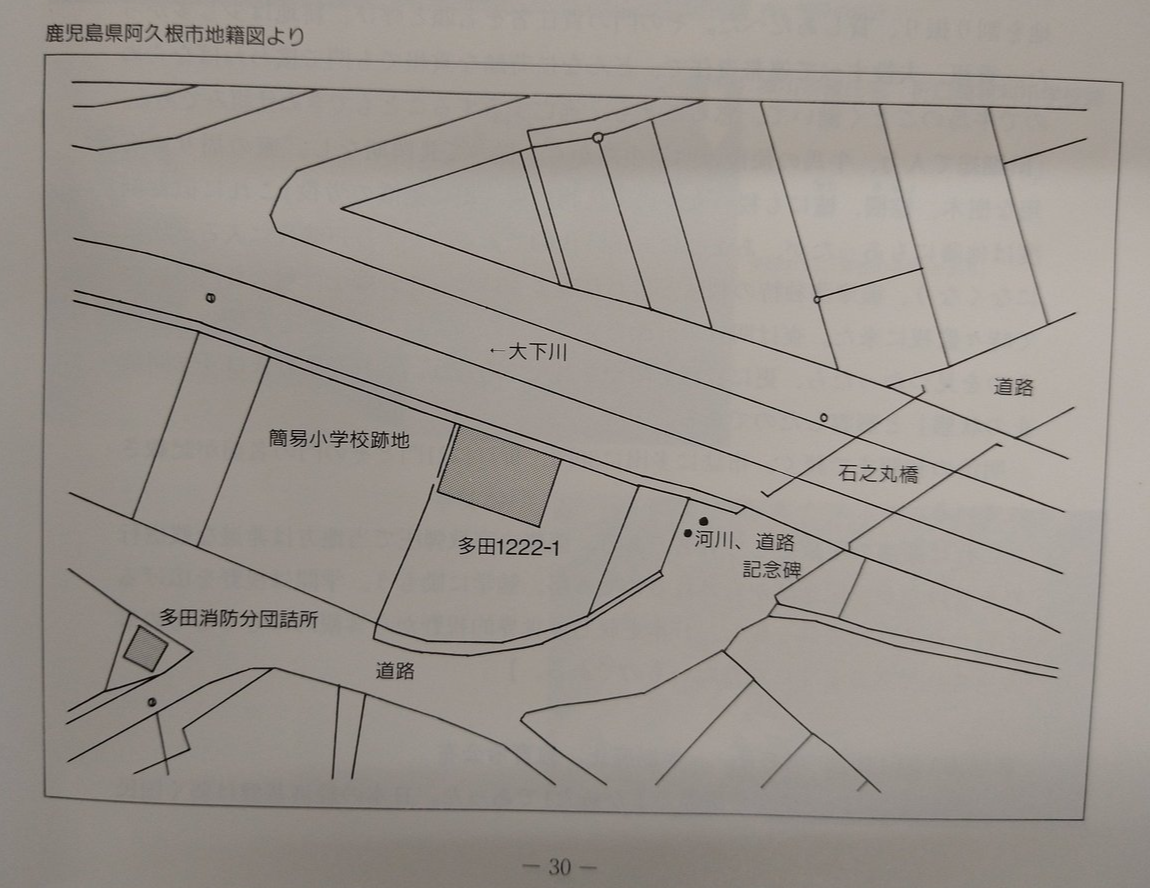 鹿児島県阿久根市地籍図より
←大下川
道路
簡易小学校跡地
石之丸橋
多田1222-1
河川、道路
記念碑
多田消防分団詰所
道路
― 30 ―